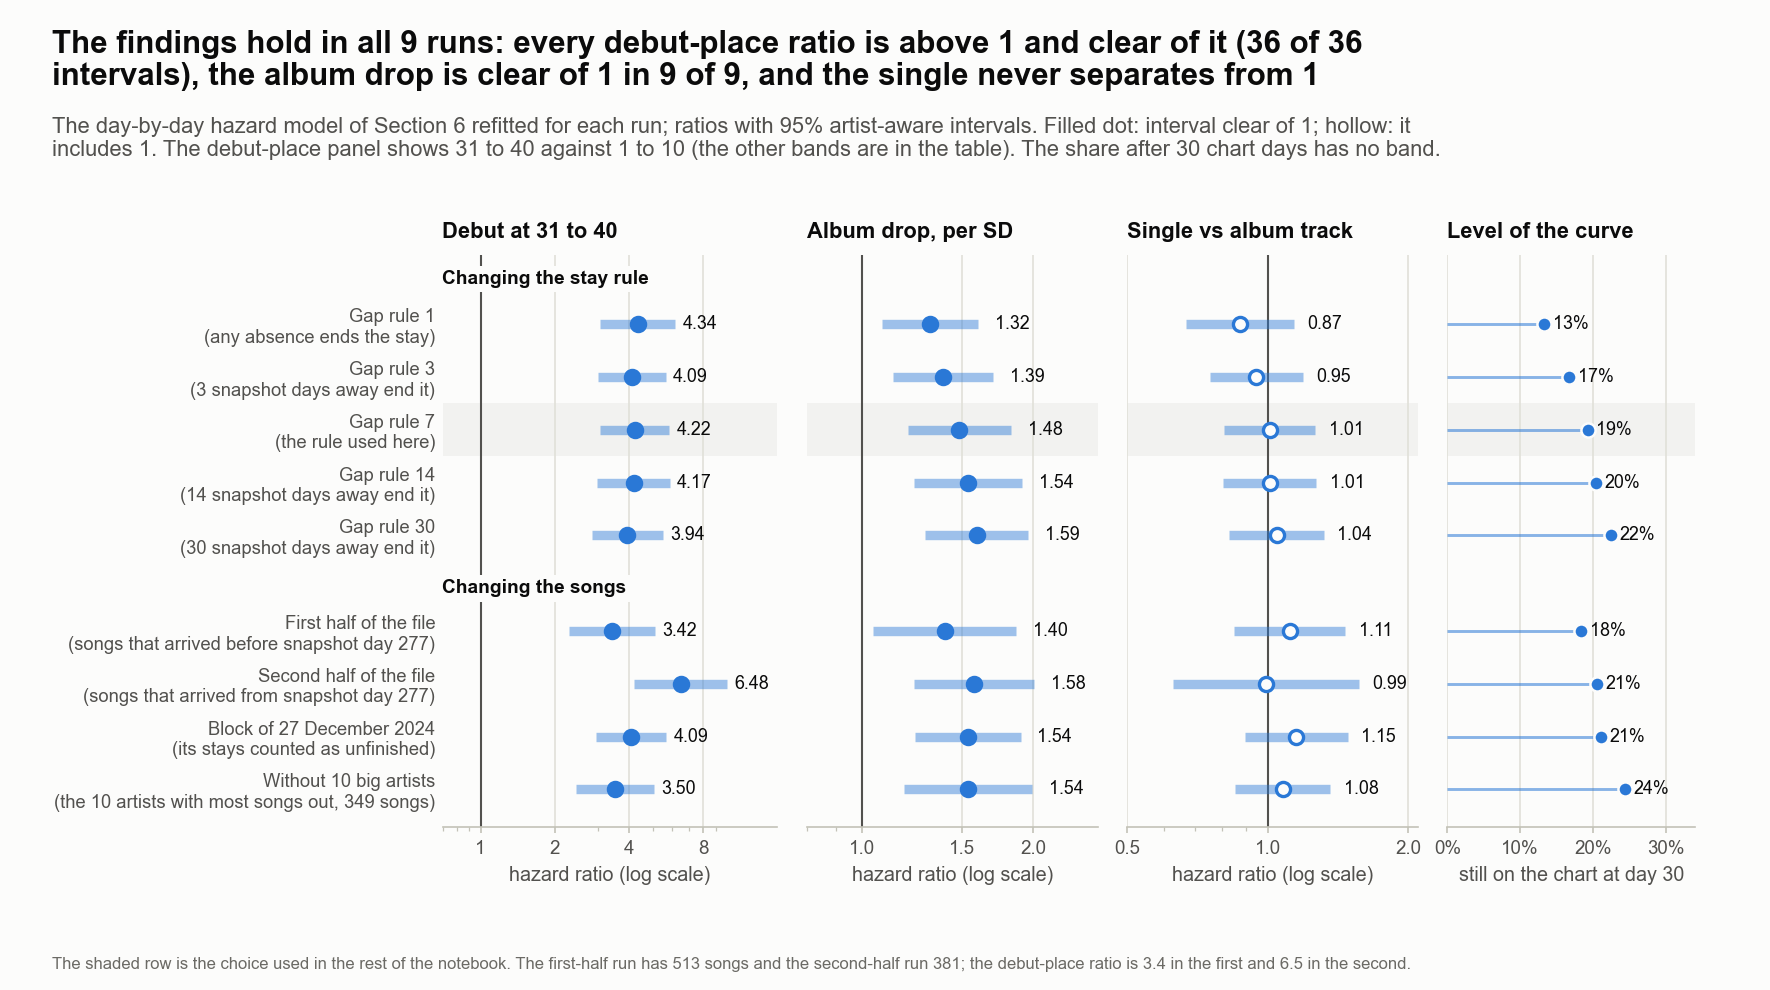 The findings hold in all 9 runs: every debut-place ratio is above 1 and clear of it (36 of 36
intervals), the album drop is clear of 1 in 9 of 9, and the single never separates from 1
The day-by-day hazard model of Section 6 refitted for each run; ratios with 95% artist-aware intervals. Filled dot: interval clear of 1; hollow: it
includes 1. The debut-place panel shows 31 to 40 against 1 to 10 (the other bands are in the table). The share after 30 chart days has no band.
Debut at 31 to 40
Album drop, per SD
Single vs album track
Level of the curve
Changing the stay rule
Gap rule 1
(any absence ends the stay)
4.34
1.32
0.87
13%
Gap rule 3
(3 snapshot days away end it)
4.09
1.39
0.95
17%
Gap rule 7
(the rule used here)
4.22
1.48
1.01
19%
Gap rule 14
(14 snapshot days away end it)
4.17
1.54
1.01
20%
Gap rule 30
(30 snapshot days away end it)
3.94
1.59
1.04
22%
Changing the songs
First half of the file
(songs that arrived before snapshot day 277)
3.42
1.40
1.11
18%
Second half of the file
(songs that arrived from snapshot day 277)
6.48
1.58
0.99
21%
Block of 27 December 2024
(its stays counted as unfinished)
4.09
1.54
1.15
21%
Without 10 big artists
(the 10 artists with most songs out, 349 songs)
3.50
1.54
1.08
24%
1 2 4 8
1.0 1.5 2.0
0.5 1.0 2.0
0% 10% 20% 30%
hazard ratio (log scale)
hazard ratio (log scale)
hazard ratio (log scale)
still on the chart at day 30
The shaded row is the choice used in the rest of the notebook. The first-half run has 513 songs and the second-half run 381; the debut-place ratio is 3.4 in the first and 6.5 in the second.